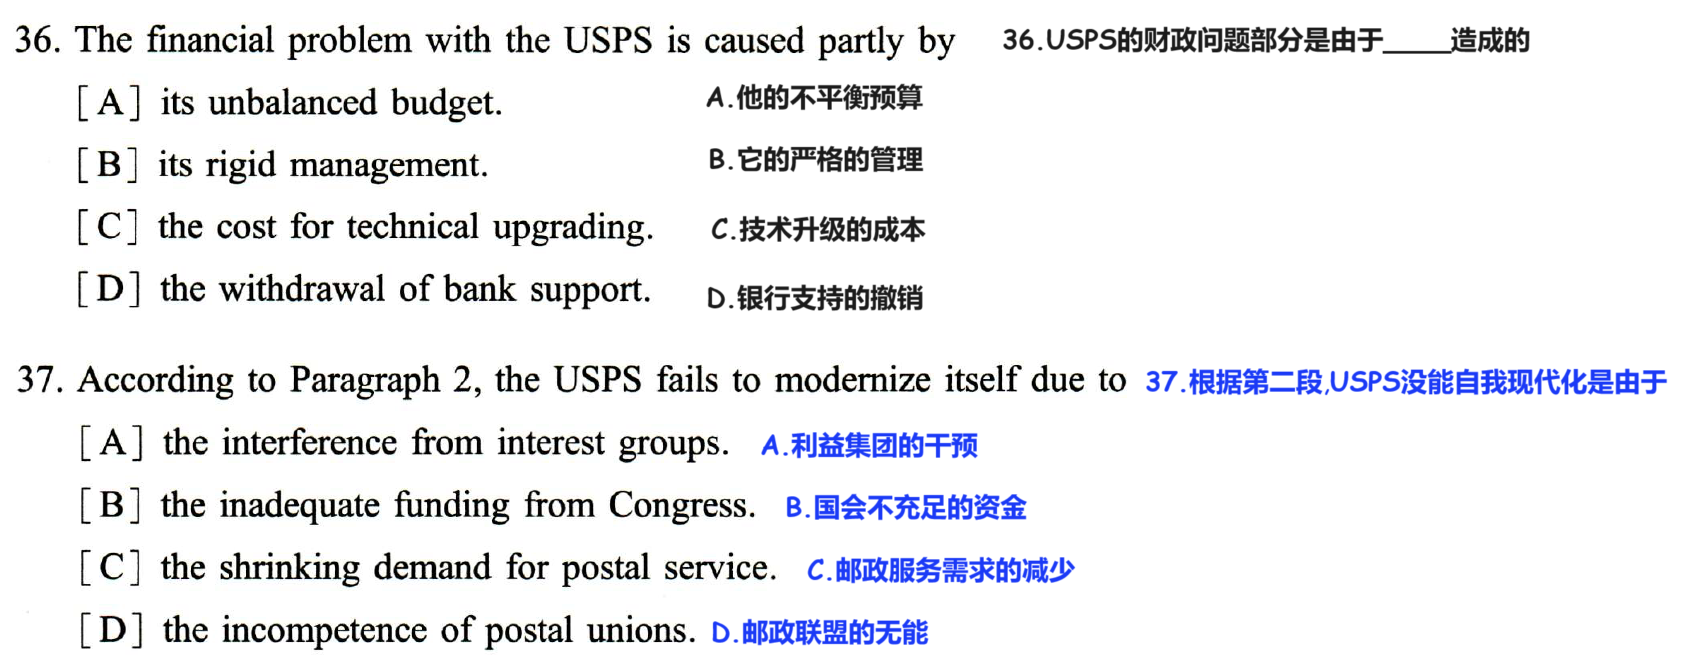 36. The financial problem with the USPS is caused partly by 36.USPS的财政问题部分是由于_____造成的
[A] its unbalanced budget. A.他的不平衡预算
[B] its rigid management. B.它的严格的管理
[C] the cost for technical upgrading. C.技术升级的成本
[D] the withdrawal of bank support. D.银行支持的撤销
37. According to Paragraph 2, the USPS fails to modernize itself due to 37.根据第二段,USPS没能自我现代化是由于
[A] the interference from interest groups. A.利益集团的干预
[B] the inadequate funding from Congress. B.国会不充足的资金
[C] the shrinking demand for postal service. C.邮政服务需求的减少
[D] the incompetence of postal unions. D.邮政联盟的无能